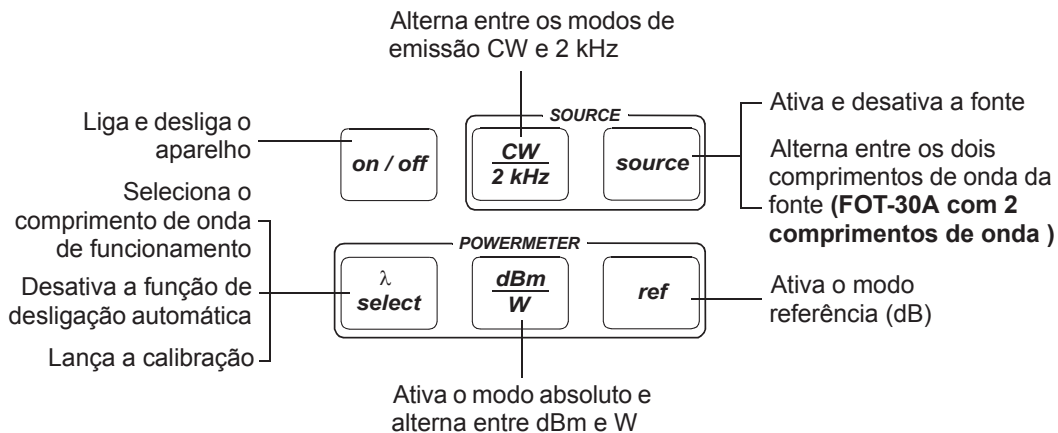 Alterna entre os modos de
emissão CW e 2 kHz
Liga e desliga o
aparelho
on / off
SOURCE
CW
2 kHz
source
Ativa e desativa a fonte
Alterna entre os dois
comprimentos de onda da
fonte (FOT-30A com 2
comprimentos de onda )
Seleciona o
comprimento de onda
de funcionamento
Desativa a função de
desligação automática
Lança a calibração
POWERMETER
λ
select
dBm
W
ref
Ativa o modo
referência (dB)
Ativa o modo absoluto e
alterna entre dBm e W